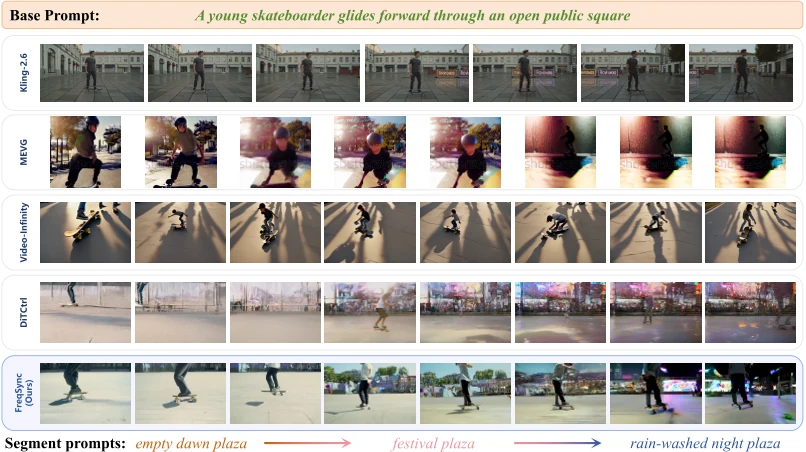 Base Prompt: A young skateboarder glides forward through an open public square
Kling-2.6
MEVG
Video-Infinity
DiTCtrl
FreqSync
(Ours)
Segment prompts: empty dawn plaza festival plaza rain-washed night plaza